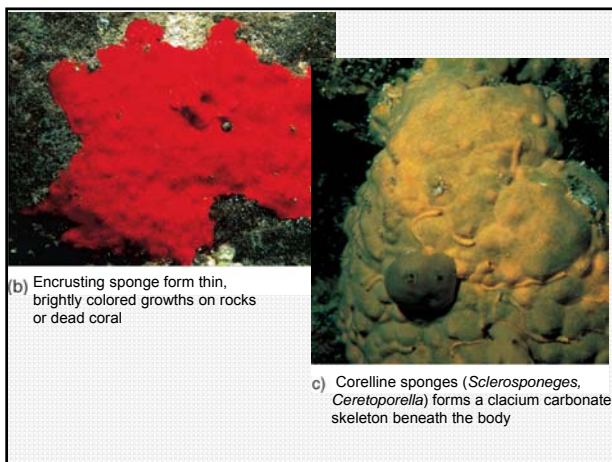 (b) Encrusting sponge form thin,
brightly colored growths on rocks
or dead coral
c) Corelline sponges (Sclerosponeges,
Ceretoporella) forms a clacium carbonate
skeleton beneath the body